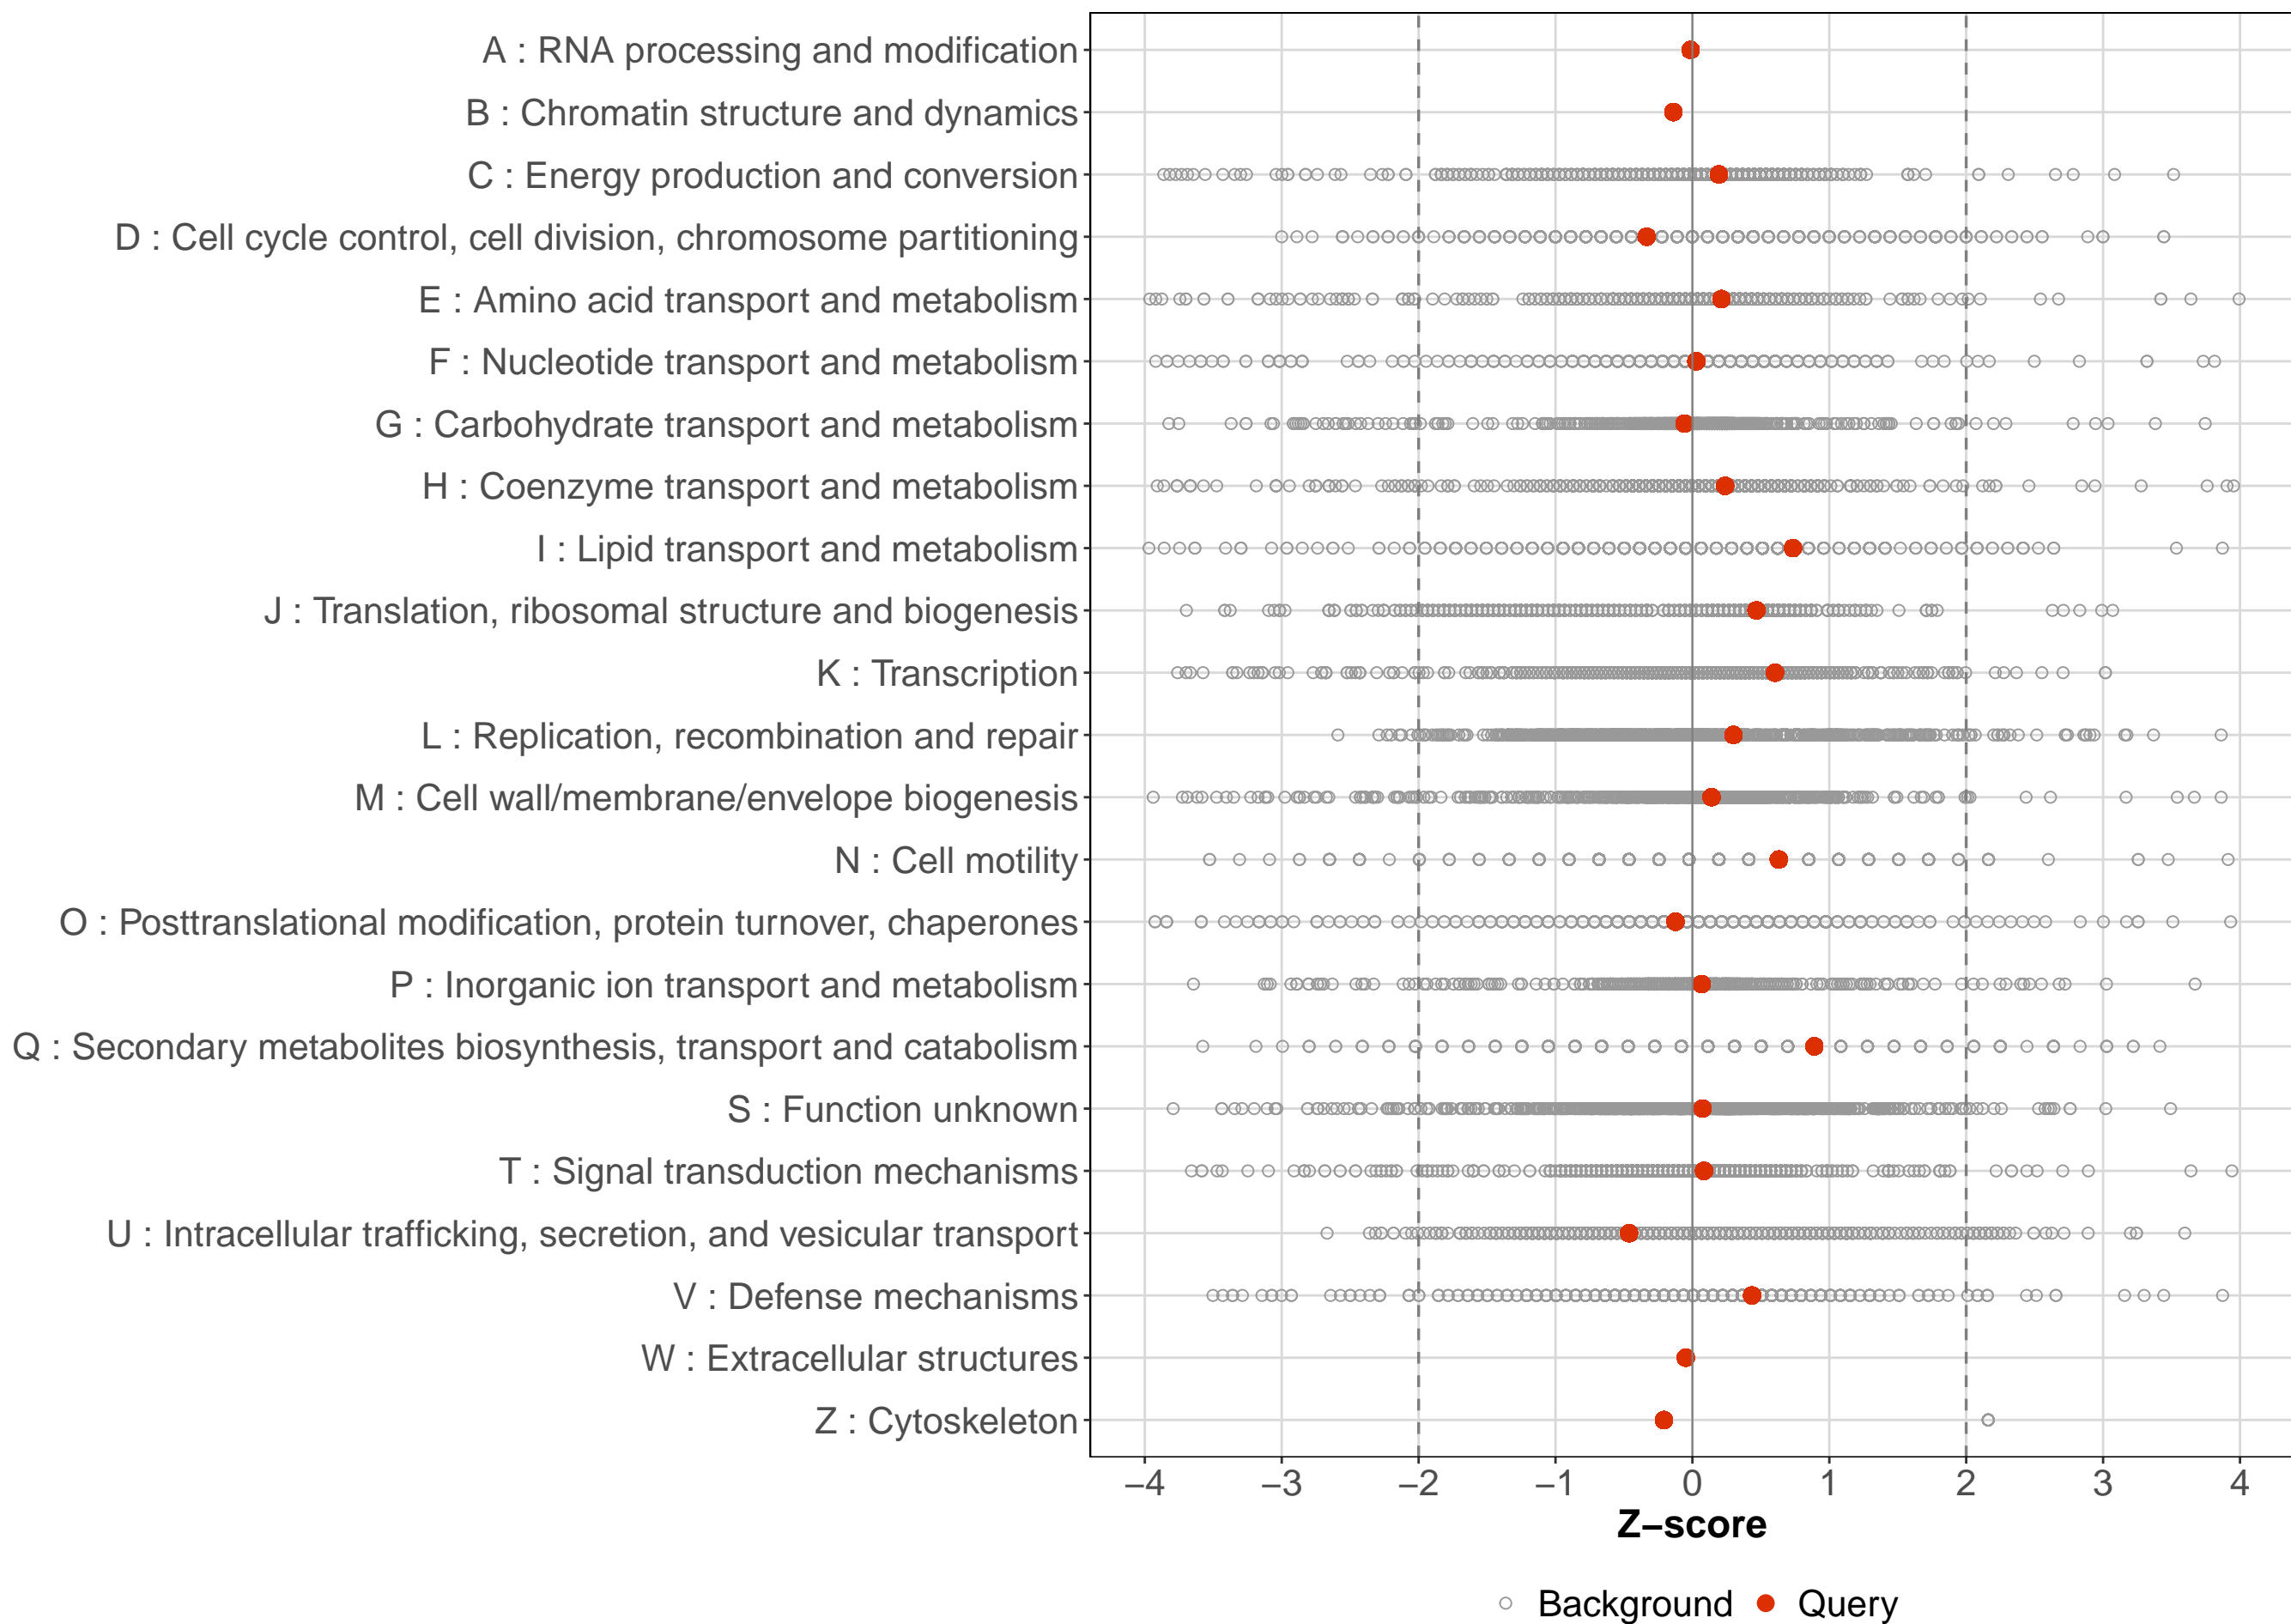 A : RNA processing and modification
B : Chromatin structure and dynamics
C : Energy production and conversion
D : Cell cycle control, cell division, chromosome partitioning
E : Amino acid transport and metabolism
F : Nucleotide transport and metabolism
G : Carbohydrate transport and metabolism
H : Coenzyme transport and metabolism
I : Lipid transport and metabolism
J : Translation, ribosomal structure and biogenesis
K : Transcription
L : Replication, recombination and repair
M : Cell wall/membrane/envelope biogenesis
N : Cell motility
O : Posttranslational modification, protein turnover, chaperones
P : Inorganic ion transport and metabolism
Q : Secondary metabolites biosynthesis, transport and catabolism
S : Function unknown
T : Signal transduction mechanisms
U : Intracellular trafficking, secretion, and vesicular transport
V : Defense mechanisms
W : Extracellular structures
Z : Cytoskeleton
−4 −3 −2 −1 0 1 2 3 4
Z−score
Background Query